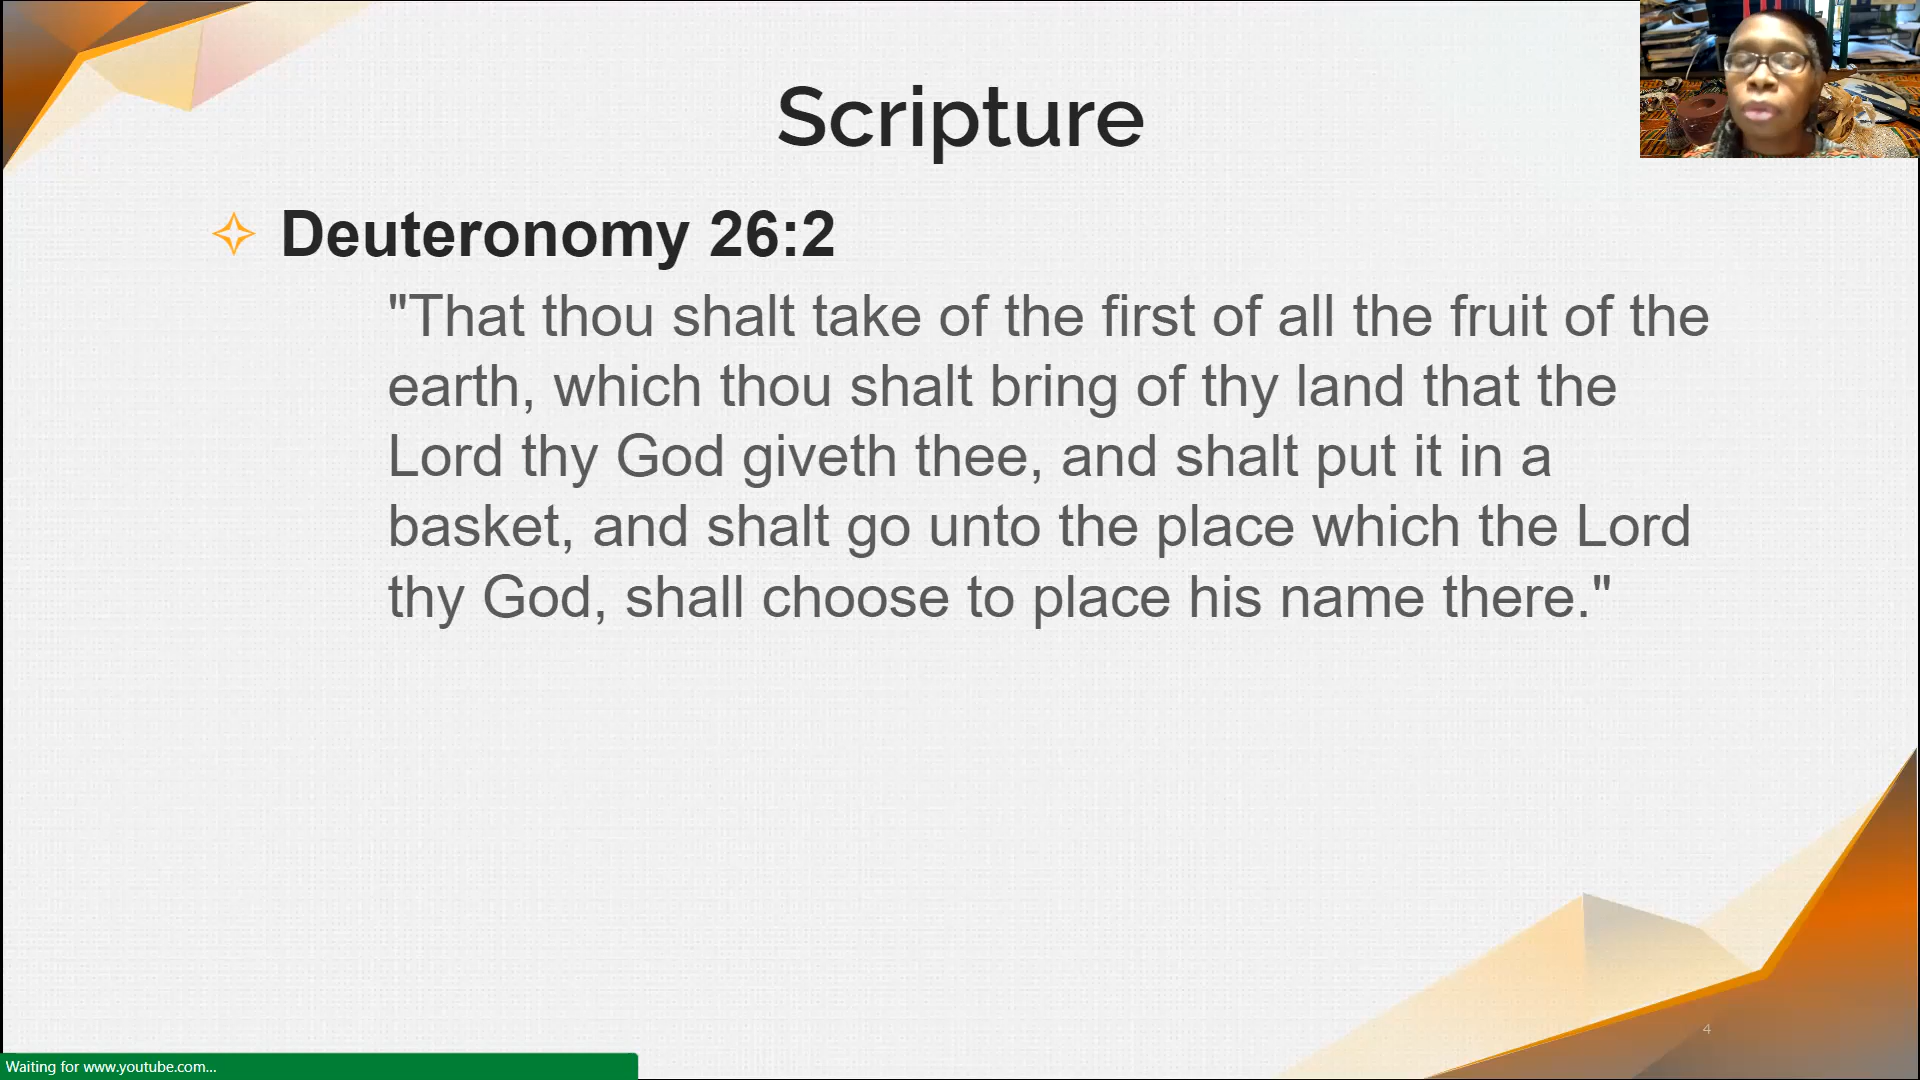 Scripture
Deuteronomy 26:2
"That thou shalt take of the first of all the fruit of the
earth, which thou shalt bring of thy land that the
Lord thy God giveth thee, and shalt put it in a
basket, and shalt go unto the place which the Lord
thy God, shall choose to place his name there."
4
Waiting for www.youtube.com...